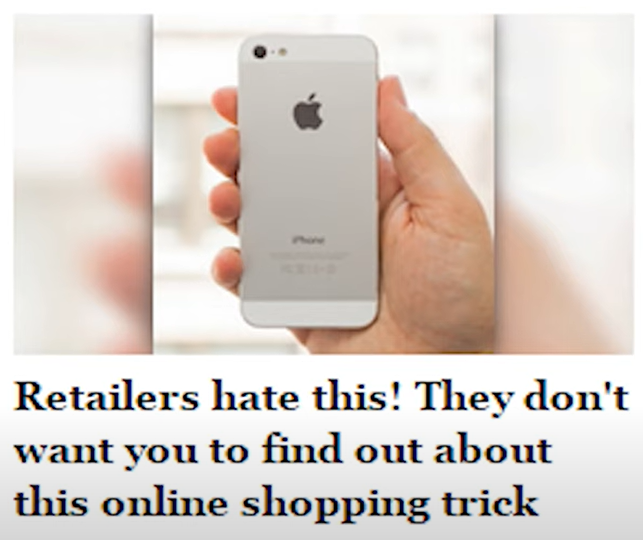 iPhone
Retailers hate this! They don't
want you to find out about
this online shopping trick